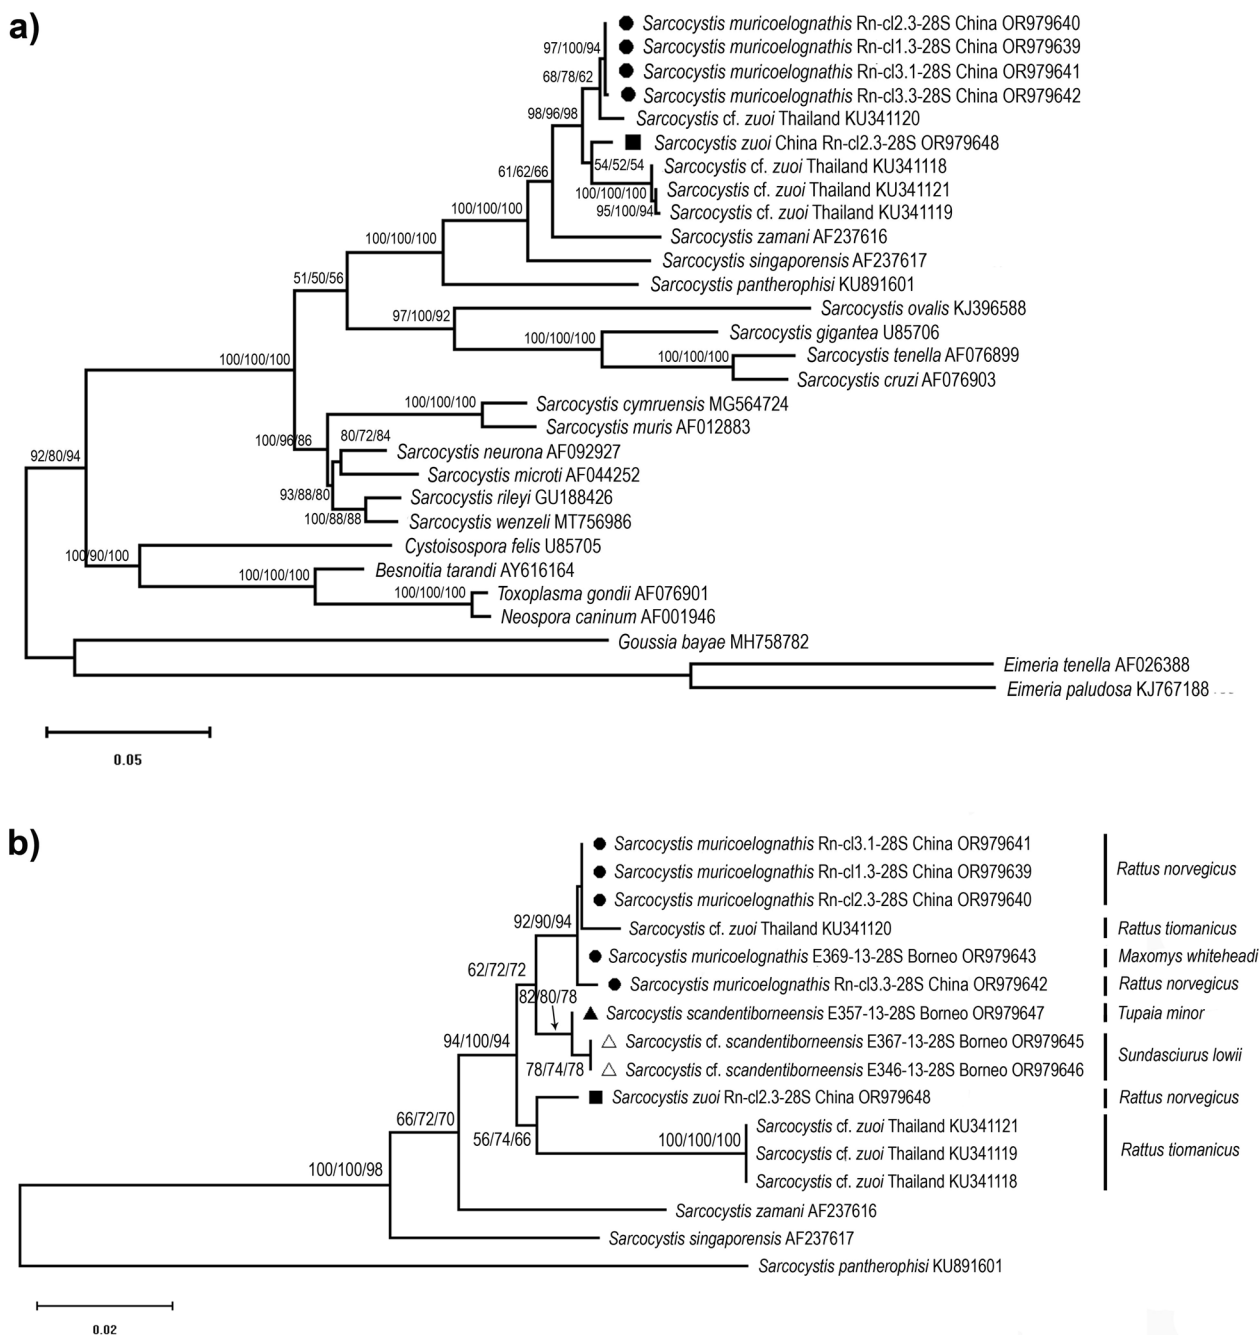 a)
Sarcocystis muricoelognathis Rn-cl2.3-28S China OR979640
97/100/94
Sarcocystis muricoelognathis Rn-cl1.3-28S China OR979639
68/78/62
Sarcocystis muricoelognathis Rn-cl3.1-28S China OR979641
Sarcocystis muricoelognathis Rn-cl3.3-28S China OR979642
98/96/98
Sarcocystis cf. zuoi Thailand KU341120
Sarcocystis zuoi China Rn-cl2.3-28S OR979648
54/52/54
Sarcocystis cf. zuoi Thailand KU341118
61/62/66
100/100/100
Sarcocystis cf. zuoi Thailand KU341121
95/100/94
Sarcocystis cf. zuoi Thailand KU341119
100/100/100
Sarcocystis zamani AF237616
100/100/100
Sarcocystis singaporensis AF237617
51/50/56
Sarcocystis pantherophisi KU891601
97/100/92
Sarcocystis ovalis KJ396588
100/100/100
Sarcocystis gigantea U85706
100/100/100
100/100/100
Sarcocystis tenella AF076899
Sarcocystis cruzi AF076903
100/100/100
Sarcocystis cymruensis MG564724
Sarcocystis muris AF012883
100/96/86
80/72/84
Sarcocystis neurona AF092927
92/80/94
Sarcocystis microti AF044252
93/88/80
Sarcocystis rileyi GU188426
100/88/88
Sarcocystis wenzeli MT756986
100/90/100
Cystoisospora felis U85705
100/100/100
Besnoitia tarandi AY616164
100/100/100
Toxoplasma gondii AF076901
Neospora caninum AF001946
Goussia bayae MH758782
Eimeria tenella AF026388
Eimeria paludosa KJ767188
0.05
b)
Sarcocystis muricoelognathis Rn-cl3.1-28S China OR979641
Sarcocystis muricoelognathis Rn-cl1.3-28S China OR979639
Rattus norvegicus
Sarcocystis muricoelognathis Rn-cl2.3-28S China OR979640
92/90/94
Sarcocystis cf. zuoi Thailand KU341120
Rattus tiomanicus
Sarcocystis muricoelognathis E369-13-28S Borneo OR979643
Maxomys whiteheadi
62/72/72
Sarcocystis muricoelognathis Rn-cl3.3-28S China OR979642
Rattus norvegicus
82/80/78
Sarcocystis scandentiborneensis E357-13-28S Borneo OR979647
Tupaia minor
94/100/94
Sarcocystis cf. scandentiborneensis E367-13-28S Borneo OR979645
Sundasciurus lowii
78/74/78
Sarcocystis cf. scandentiborneensis E346-13-28S Borneo OR979646
Sarcocystis zuoi Rn-cl2.3-28S China OR979648
Rattus norvegicus
66/72/70
Sarcocystis cf. zuoi Thailand KU341121
56/74/66
100/100/100
Sarcocystis cf. zuoi Thailand KU341119
Rattus tiomanicus
100/100/98
Sarcocystis cf. zuoi Thailand KU341118
Sarcocystis zamani AF237616
Sarcocystis singaporensis AF237617
Sarcocystis pantherophisi KU891601
0.02